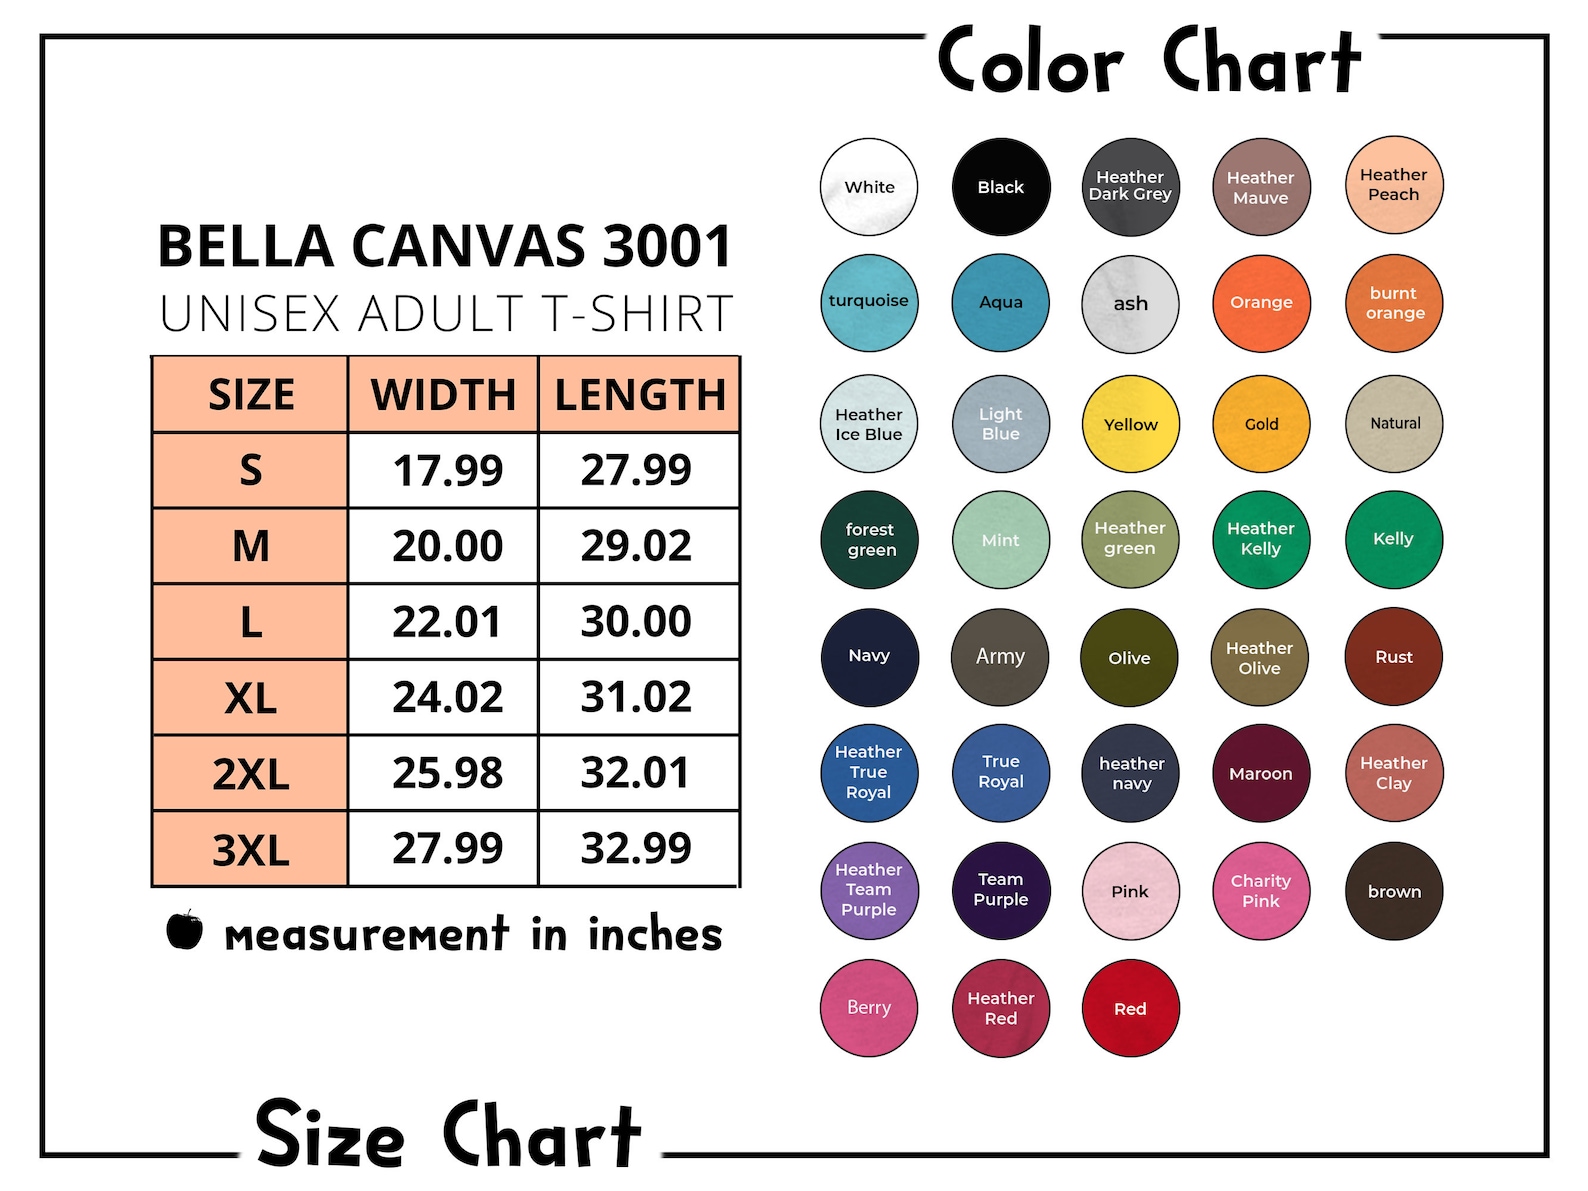 Color Chart
BELLA CANVAS 3001
UNISEX ADULT T-SHIRT
SIZE WIDTH LENGTH
S 17.99 27.99
M 20.00 29.02
L 22.01 30.00
XL 24.02 31.02
2XL 25.98 32.01
3XL 27.99 32.99
measurement in inches
Size Chart
White
Black
Heather
Dark Grey
Heather
Mauve
Heather
Peach
turquoise
Aqua
ash
Orange
burnt
orange
Heather
Ice Blue
Light
Blue
Yellow
Gold
Natural
forest
green
Mint
Heather
green
Heather
Kelly
Kelly
Navy
Army
Olive
Heather
Olive
Rust
Heather
True
Royal
True
Royal
heather
navy
Maroon
Heather
Clay
Heather
Team
Purple
Team
Purple
Pink
Charity
Pink
brown
Berry
Heather
Red
Red